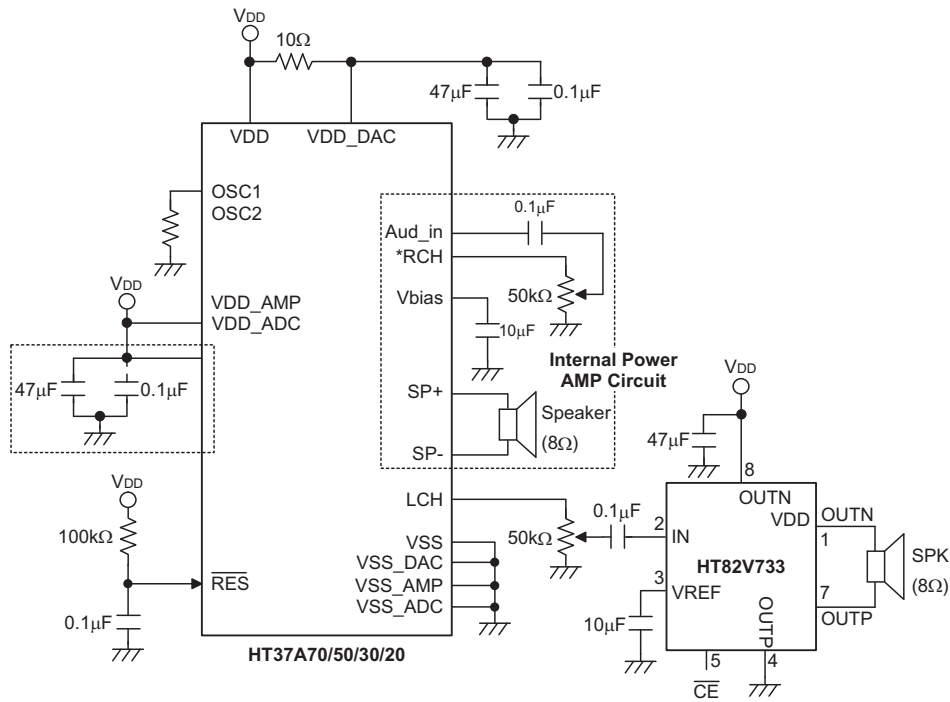 VDD
10Ω
47μF
0.1μF
VDD
VDD_DAC
OSC1
OSC2
0.1μF
Aud_in
*RCH
50kΩ
VDD
VDD_AMP
VDD_ADC
Vbias
10μF
47μF
0.1μF
Internal Power
AMP Circuit
SP+
Speaker
(8Ω)
SP-
VDD
47μF
8
VDD
100kΩ
LCH
50kΩ
0.1μF
2
IN
OUTN
VDD
OUTN
1
VSS
VSS_DAC
VSS_AMP
VSS_ADC
HT82V733
SPK
(8Ω)
RES
3
VREF
7
OUTP
OUTP
0.1μF
10μF
5
4
CE
HT37A70/50/30/20